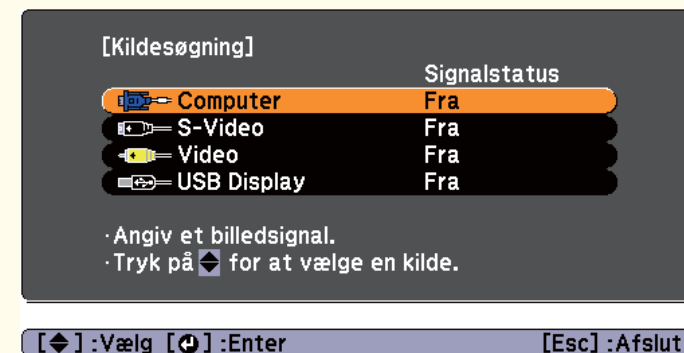 [Kildesøgning]
Signalstatus
Computer Fra
S-Video Fra
Video Fra
USB Display Fra
·Angiv et billedsignal.
·Tryk på for at vælge en kilde.
[ ] :Vælg [ ] :Enter [Esc] :Afslut